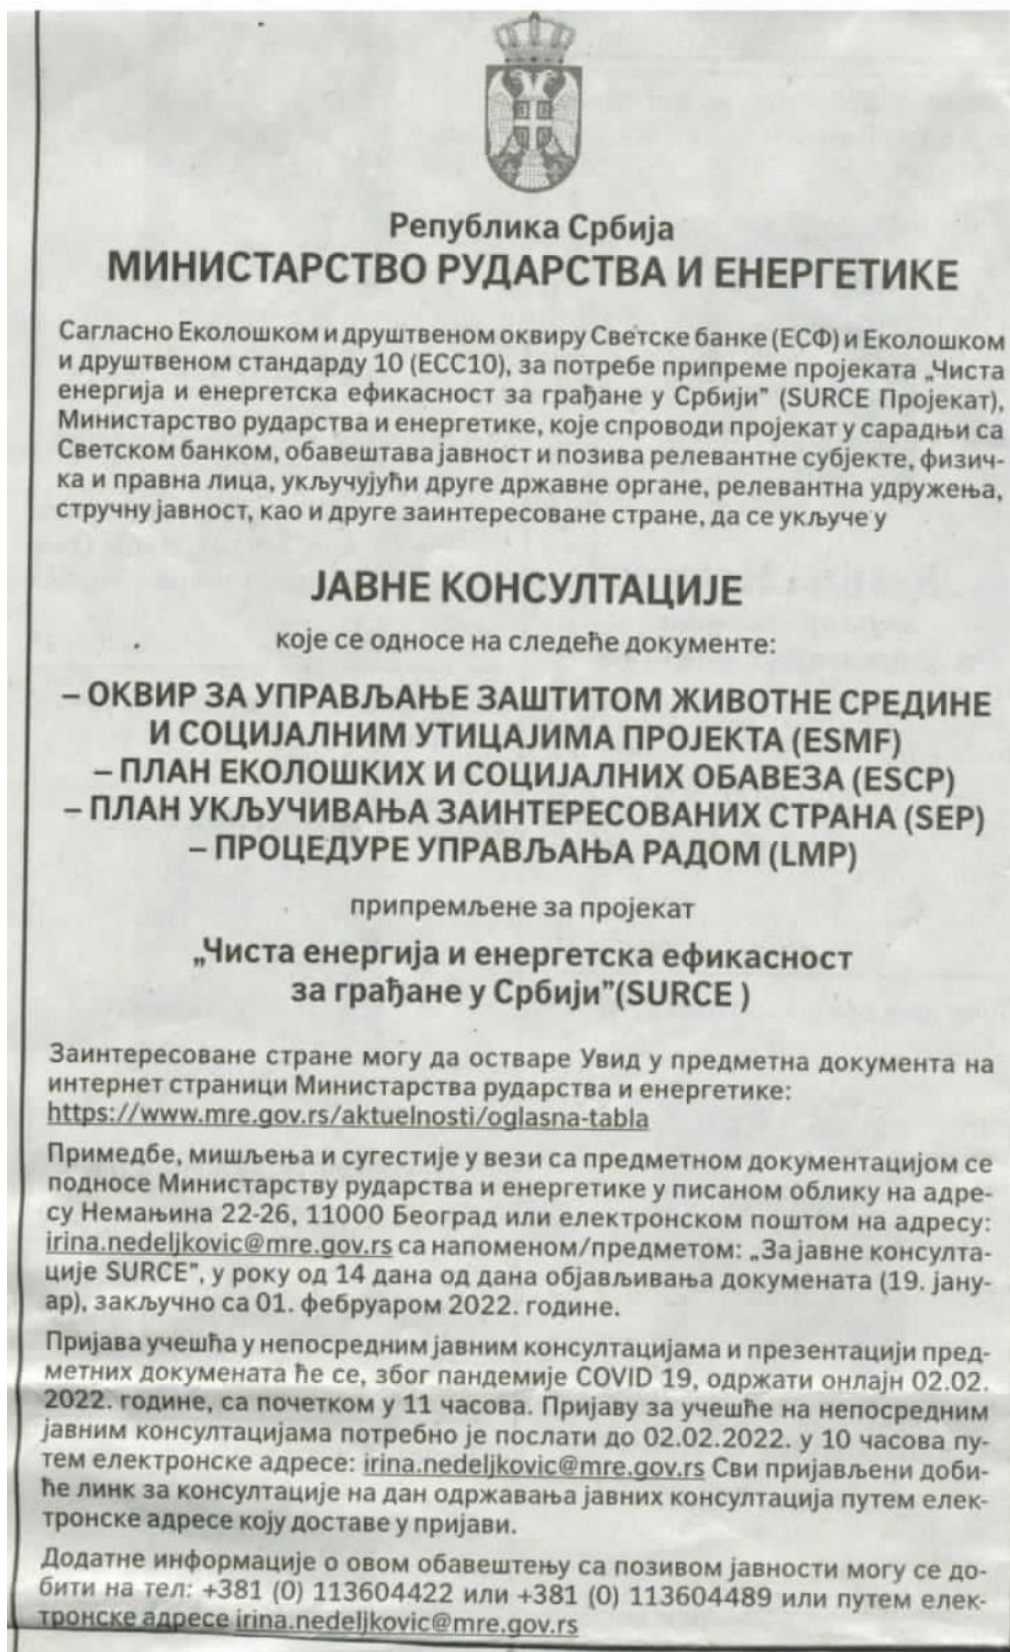 Република Србија
МИНИСТАРСТВО РУДАРСТВА И ЕНЕРГЕТИКЕ
Сагласно Еколошком и друштвеном оквиру Светске банке (ЕСФ) и Еколошком
и друштвеном стандарду 10 (ЕСС10), за потребе припреме пројеката „Чиста
енергија и енергетска ефикасност за грађане у Србији” (SURCE Пројекат),
Министарство рударства и енергетике, које спроводи пројекат у сарадњи са
Светском банком, обавештава јавност и позива релевантне субјекте, физич-
ка и правна лица, укључујући друге државне органе, релевантна удружења,
стручну јавност, као и друге заинтересоване стране, да се укључе у
ЈАВНЕ КОНСУЛТАЦИЈЕ
које се односе на следеће документе:
– ОКВИР ЗА УПРАВЉАЊЕ ЗАШТИТОМ ЖИВОТНЕ СРЕДИНЕ
И СОЦИЈАЛНИМ УТИЦАЈИМА ПРОЈЕКТА (ESMF)
– ПЛАН ЕКОЛОШКИХ И СОЦИЈАЛНИХ ОБАВЕЗА (ESCP)
– ПЛАН УКЉУЧИВАЊА ЗАИНТЕРЕСОВАНИХ СТРАНА (SEP)
– ПРОЦЕДУРЕ УПРАВЉАЊА РАДОМ (LMP)
припремљене за пројекат
„Чиста енергија и енергетска ефикасност
за грађане у Србији”(SURCE )
Заинтересоване стране могу да остваре Увид у предметна документа на
интернет страници Министарства рударства и енергетике:
https://www.mre.gov.rs/aktuelnosti/oglasna-tabla
Примедбе, мишљења и сугестије у вези са предметном документацијом се
подносе Министарству рударства и енергетике у писаном облику на адре-
су Немањина 22-26, 11000 Београд или електронском поштом на адресу:
irina.nedeljkovic@mre.gov.rs са напоменом/предметом: „За јавне консулта-
ције SURCE”, у року од 14 дана од дана објављивања докумената (19. јану-
ар), закључно са 01. фебруаром 2022. године.
Пријава учешћа у непосредним јавним консултацијама и презентацији пред-
метних докумената ће се, због пандемије COVID 19, одржати онлајн 02.02.
2022. године, са почетком у 11 часова. Пријаву за учешће на непосредним
јавним консултацијама потребно је послати до 02.02.2022. у 10 часова пу-
тем електронске адресе: irina.nedeljkovic@mre.gov.rs Сви пријављени доби-
ће линк за консултације на дан одржавања јавних консултација путем елек-
тронске адресе коју доставе у пријави.
Додатне информације о овом обавештењу са позивом јавности могу се до-
бити на тел: +381 (0) 113604422 или +381 (0) 113604489 или путем елек-
тронске адресе irina.nedeljkovic@mre.gov.rs